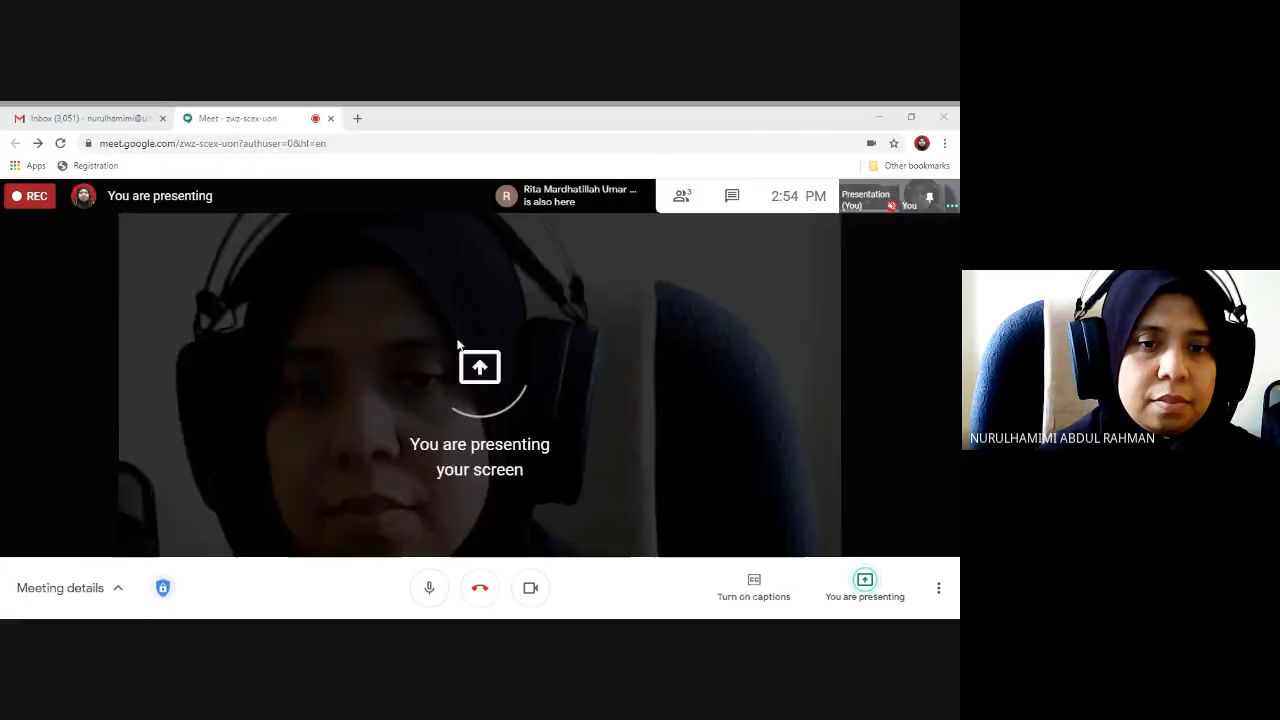 Inbox (3,051) - nurulhamimi@ut
Meet - zwz-scex-uon
meet.google.com/zwz-scex-uon?authuser=0&hl=en
Apps
Registration
Other bookmarks
REC
You are presenting
R
Rita Mardhatillah Umar ...
is also here
3
2:54 PM
Presentation
(You)
You
You are presenting
your screen
NURULHAMIMI ABDUL RAHMAN
Meeting details
CC
Turn on captions
You are presenting